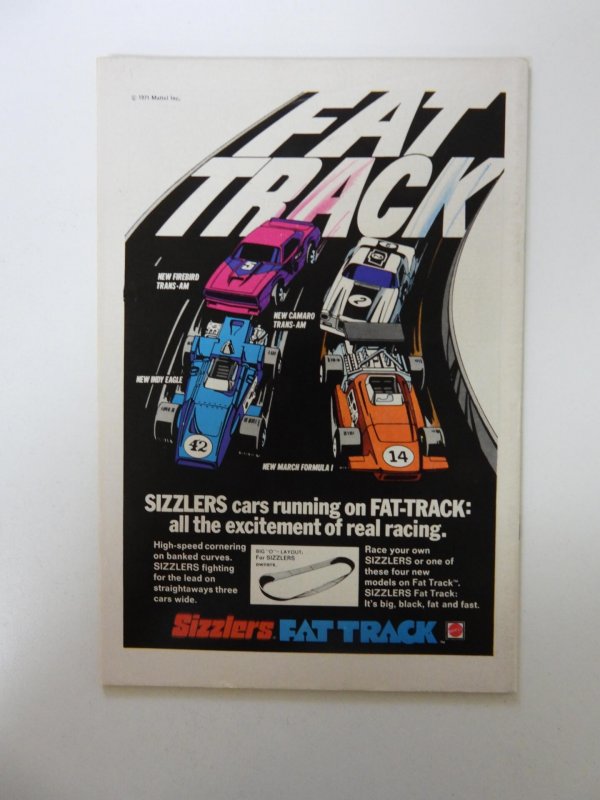 © 1971 Mattel Inc.
FAT
TRACK
5
NEW FIREBIRD
TRANS-AM
2
NEW CAMARO
TRANS-AM
NEW INDY EAGLE
42
14
NEW MARCH FORMULA I
SIZZLERS cars running on FAT-TRACK:
all the excitement of real racing.
High-speed cornering
on banked curves.
SIZZLERS fighting
for the lead on
straightaways three
cars wide.
BIG "O" LAYOUT:
For SIZZLERS
owners.
Race your own
SIZZLERS or one of
these four new
models on Fat Track™.
SIZZLERS Fat Track:
It's big, black, fat and fast.
Sizzlers FAT TRACK